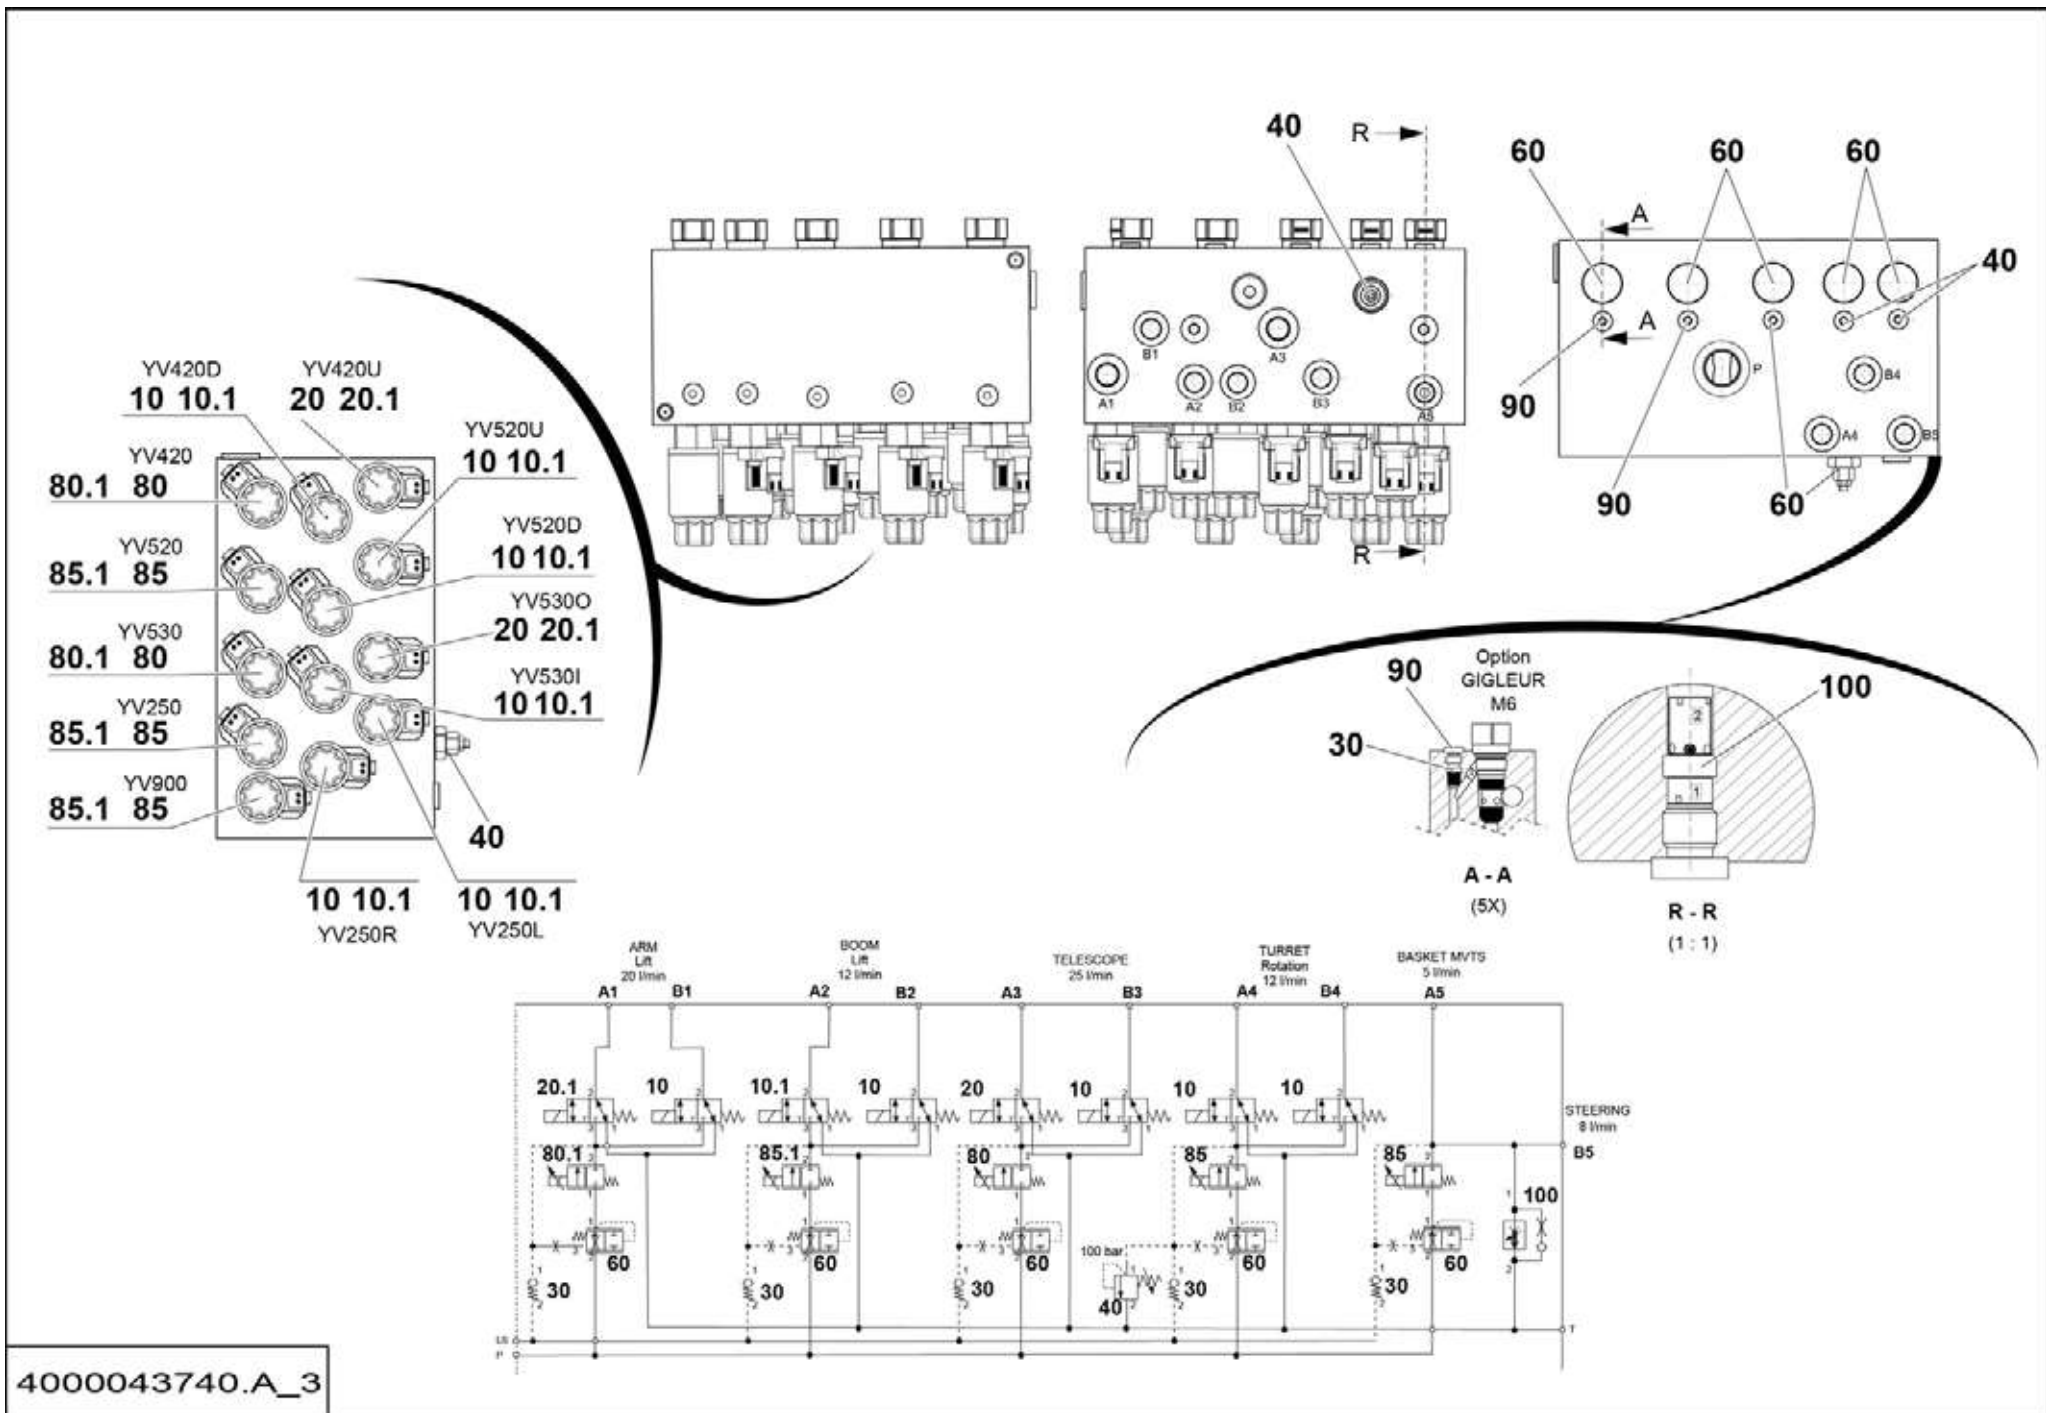 40
R
60 60 60
A
40
A
B1
A3
A1 A2 B2 B3 A5
P
B4
A4
B5
90
90
60
R
YV420D
10 10.1
YV420U
20 20.1
YV520U
10 10.1
YV420
80.1 80
YV520D
10 10.1
YV520
85.1 85
YV530O
20 20.1
YV530
80.1 80
YV530I
10 10.1
YV250
85.1 85
YV900
85.1 85
40
10 10.1
YV250R
10 10.1
YV250L
90
Option
GIGLEUR
M6
30
100
2
1
A - A
(5X)
R - R
(1 : 1)
ARM
Lift
20 l/min
BOOM
Lift
12 l/min
TELESCOPE
25 l/min
TURRET
Rotation
12 l/min
BASKET MVTS
5 l/min
A1 B1 A2 B2 A3 B3 A4 B4 A5
20.1 10 10.1 10 20 10 10 10
STEERING
8 l/min
B5
80.1 85.1 80 85 85
100
60 60 60 60 60
100 bar
30 30 30 40 30 30
LS
T
P
4000043740.A_3